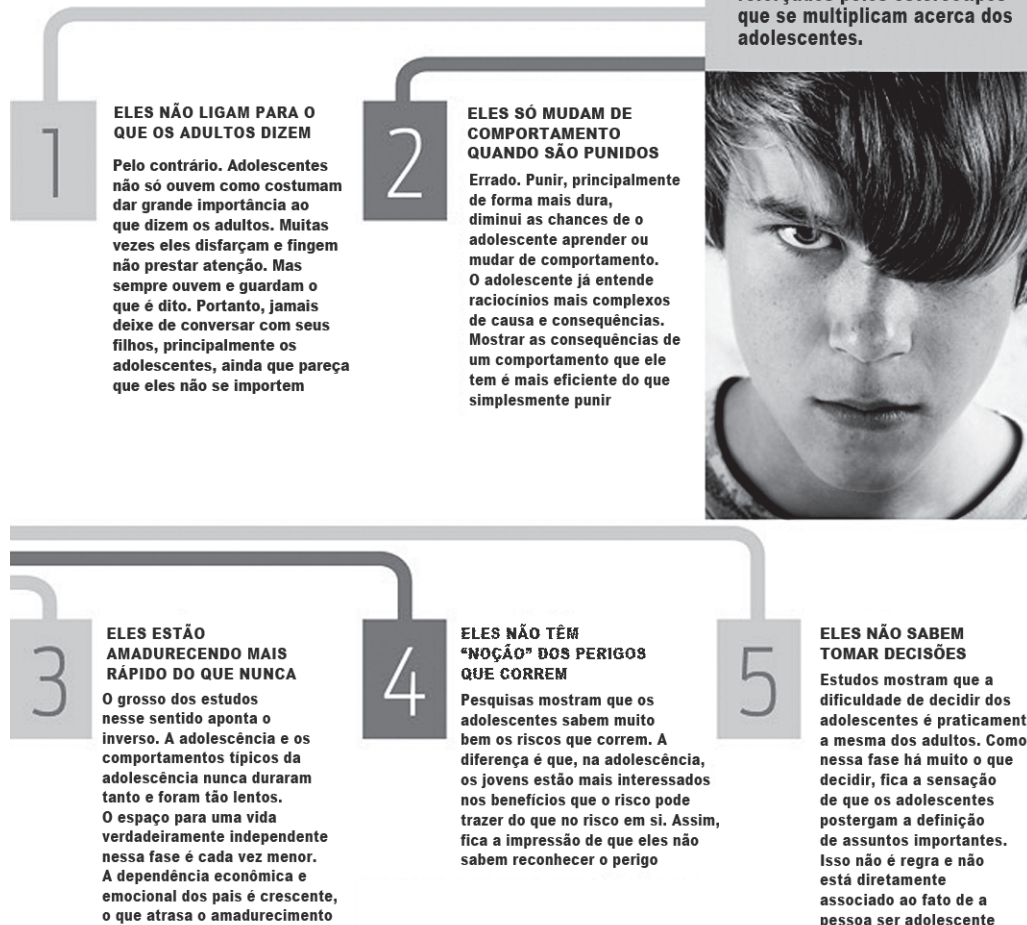 que se multiplicam acerca dos
adolescentes.
1
ELES NÃO LIGAM PARA O
QUE OS ADULTOS DIZEM
Pelo contrário. Adolescentes
não só ouvem como costumam
dar grande importância ao
que dizem os adultos. Muitas
vezes eles disfarçam e fingem
não prestar atenção. Mas
sempre ouvem e guardam o
que é dito. Portanto, jamais
deixe de conversar com seus
filhos, principalmente os
adolescentes, ainda que pareça
que eles não se importem
2
ELES SÓ MUDAM DE
COMPORTAMENTO
QUANDO SÃO PUNIDOS
Errado. Punir, principalmente
de forma mais dura,
diminui as chances de o
adolescente aprender ou
mudar de comportamento.
O adolescente já entende
raciocínios mais complexos
de causa e consequências.
Mostrar as consequências de
um comportamento que ele
tem é mais eficiente do que
simplesmente punir
3
ELES ESTÃO
AMADURECENDO MAIS
RÁPIDO DO QUE NUNCA
O grosso dos estudos
nesse sentido aponta o
inverso. A adolescência e os
comportamentos típicos da
adolescência nunca duraram
tanto e foram tão lentos.
O espaço para uma vida
verdadeiramente independente
nessa fase é cada vez menor.
A dependência econômica e
emocional dos pais é crescente,
o que atrasa o amadurecimento
4
ELES NÃO TÊM
"NOÇÃO" DOS PERIGOS
QUE CORREM
Pesquisas mostram que os
adolescentes sabem muito
bem os riscos que correm. A
diferença é que, na adolescência,
os jovens estão mais interessados
nos benefícios que o risco pode
trazer do que no risco em si. Assim,
fica a impressão de que eles não
sabem reconhecer o perigo
5
ELES NÃO SABEM
TOMAR DECISÕES
Estudos mostram que a
dificuldade de decidir dos
adolescentes é praticament
a mesma dos adultos. Como
nessa fase há muito o que
decidir, fica a sensação
de que os adolescentes
postergam a definição
de assuntos importantes.
Isso não é regra e não
está diretamente
associado ao fato de a
pessoa ser adolescente